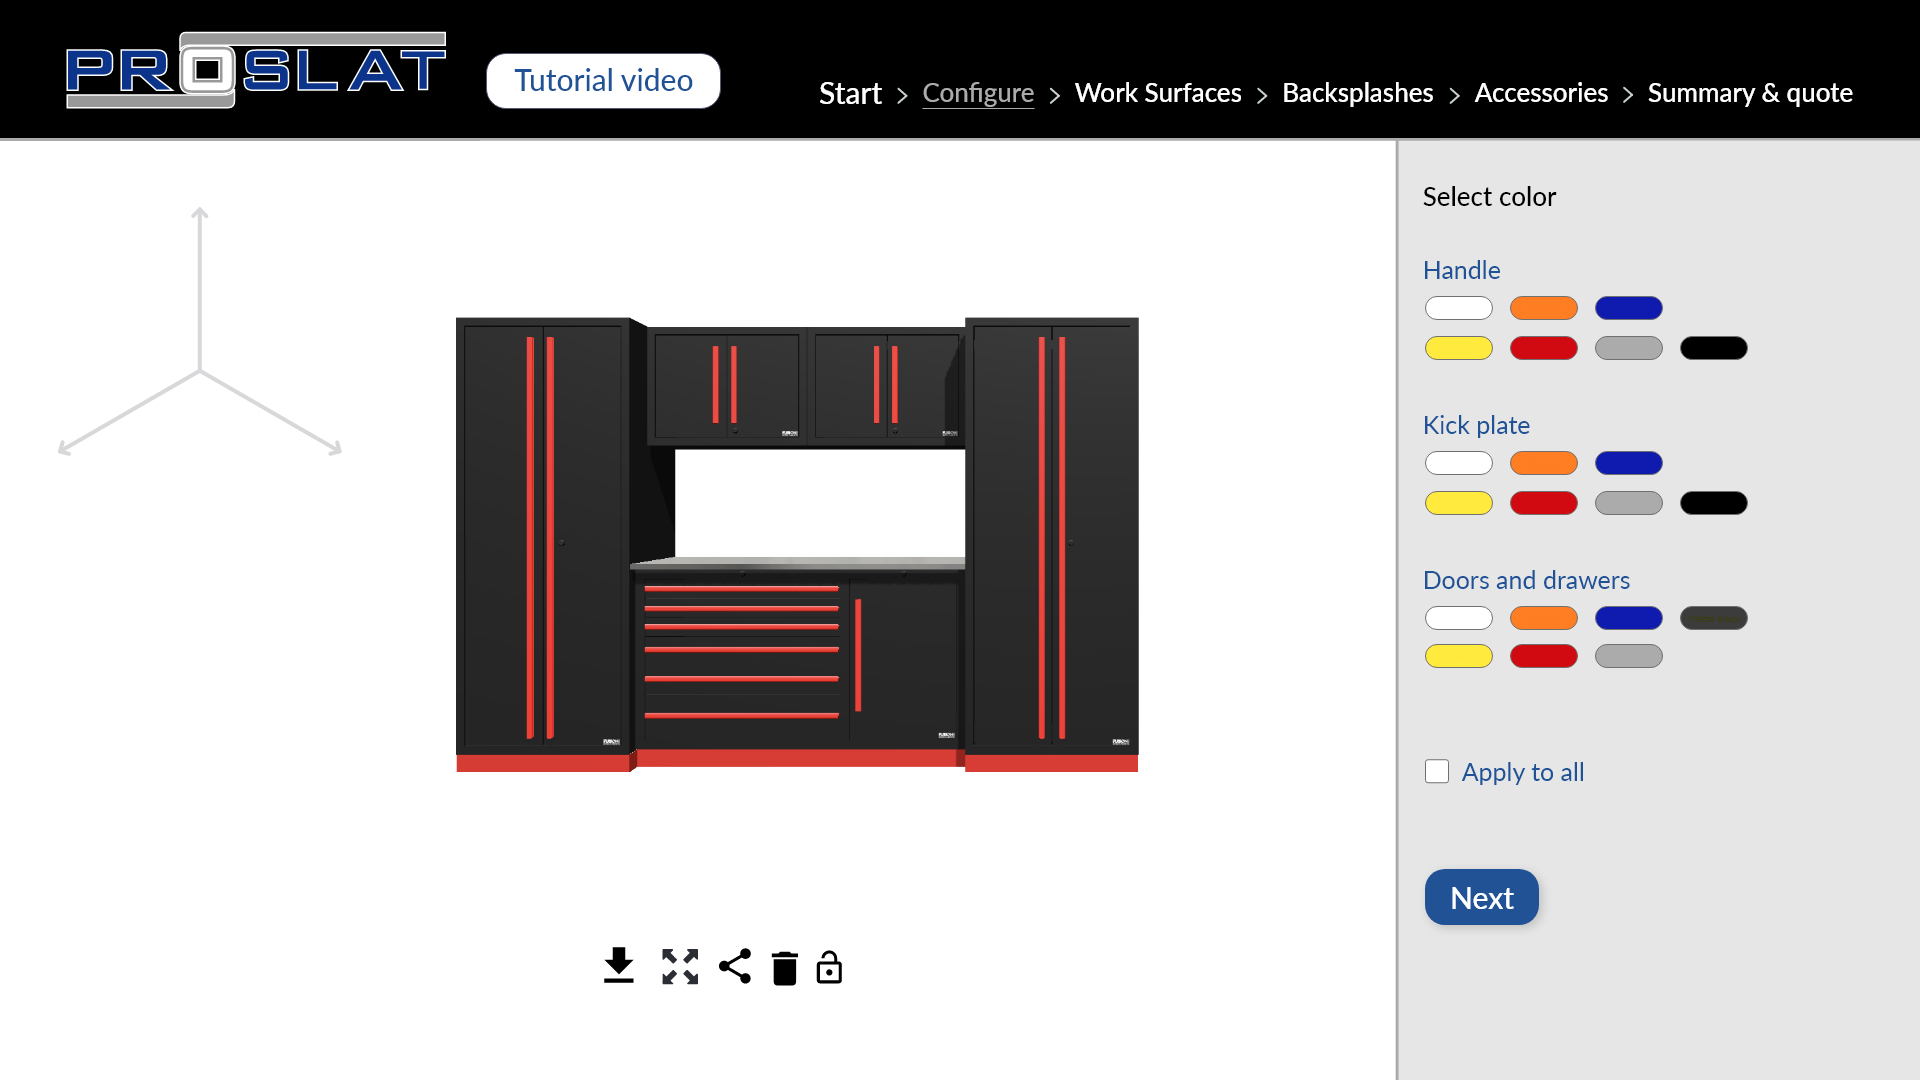 PROSLAT
Tutorial video
Start > Configure > Work Surfaces > Backsplashes > Accessories > Summary & quote
Select color
Handle
Kick plate
Doors and drawers
Apply to all
Next